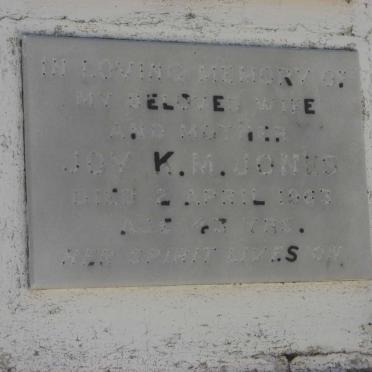 IN LOVING MEMORY OF
MY BELOVED WIFE
AND MOTHER
JOY K. M. JONES
DIED 2 APRIL
AGE YRS.
HER SPIRIT LIVES ON